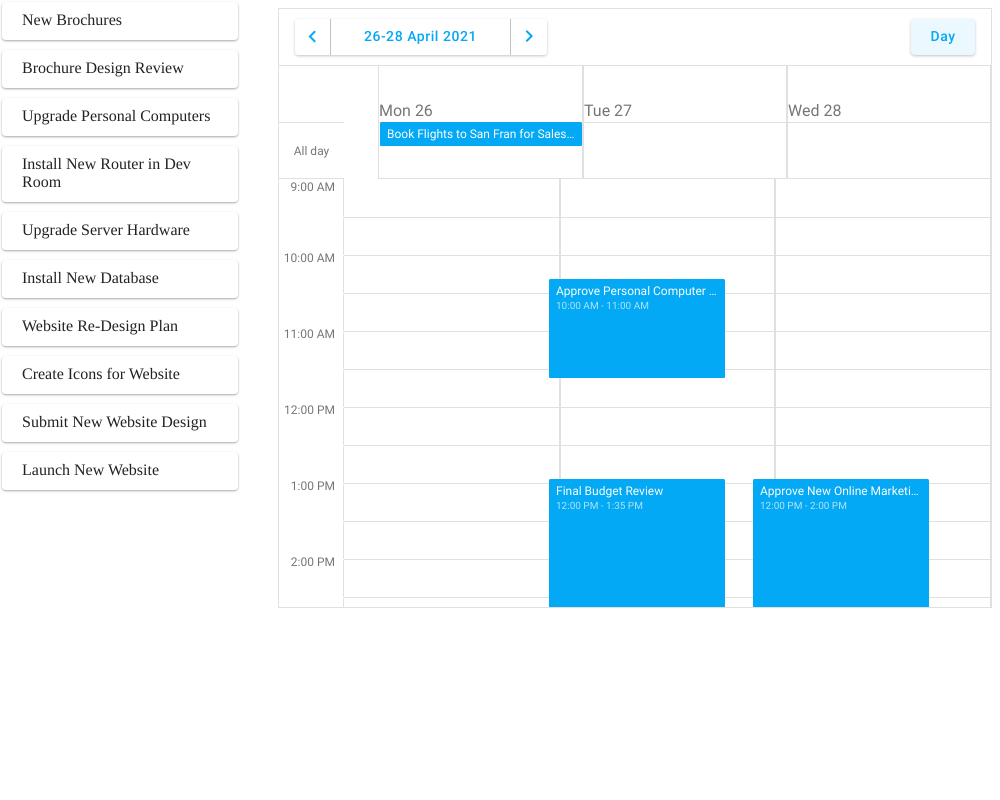 New Brochures
Brochure Design Review
Upgrade Personal Computers
Install New Router in Dev
Room
Upgrade Server Hardware
Install New Database
Website Re-Design Plan
Create Icons for Website
Submit New Website Design
Launch New Website
26-28 April 2021
Day
Mon 26
Tue 27
Wed 28
All day
Book Flights to San Fran for Sales...
9:00 AM
10:00 AM
11:00 AM
12:00 PM
1:00 PM
2:00 PM
Approve Personal Computer ...
10:00 AM - 11:00 AM
Final Budget Review
12:00 PM - 1:35 PM
Approve New Online Marketi...
12:00 PM - 2:00 PM